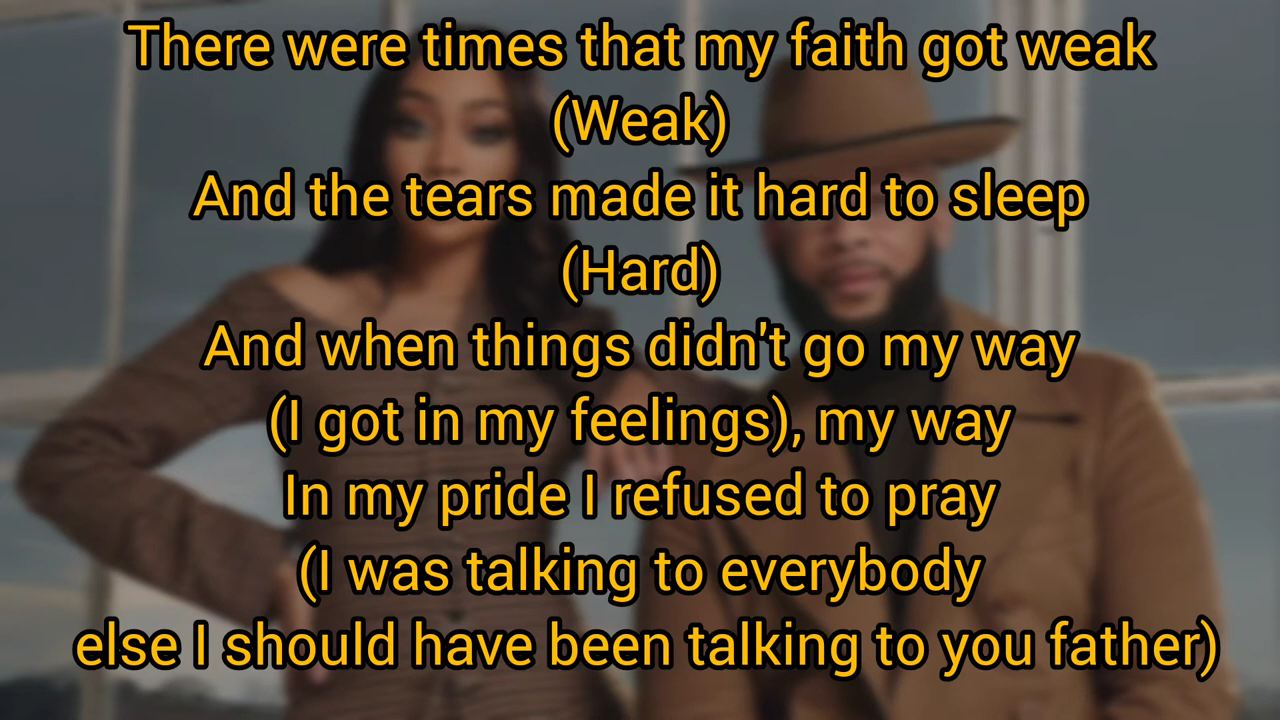 There were times that my faith got weak
(Weak)
And the tears made it hard to sleep
(Hard)
And when things didn't go my way
(I got in my feelings), my way
In my pride I refused to pray
(I was talking to everybody
else I should have been talking to you father)